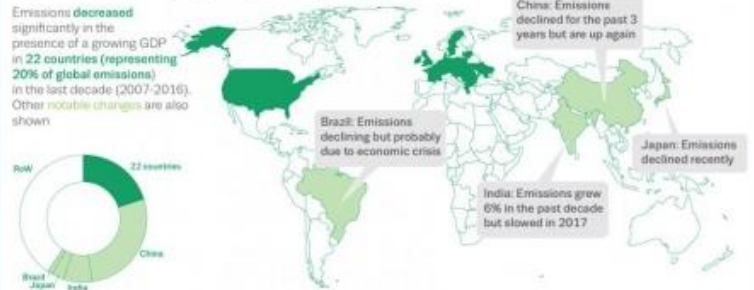 Emissions decreased
significantly in the
presence of a growing GDP
in 22 countries (representing
20% of global emissions)
in the last decade (2007-2016).
Other notable changes are also
shown
China: Emissions
declined for the past 3
years but are up again
Brazil: Emissions
declining but probably
due to economic crisis
Japan: Emissions
declined recently
India: Emissions grew
6% in the past decade
but slowed in 2017
RoW
22 countries
China
Brazil
Japan
India